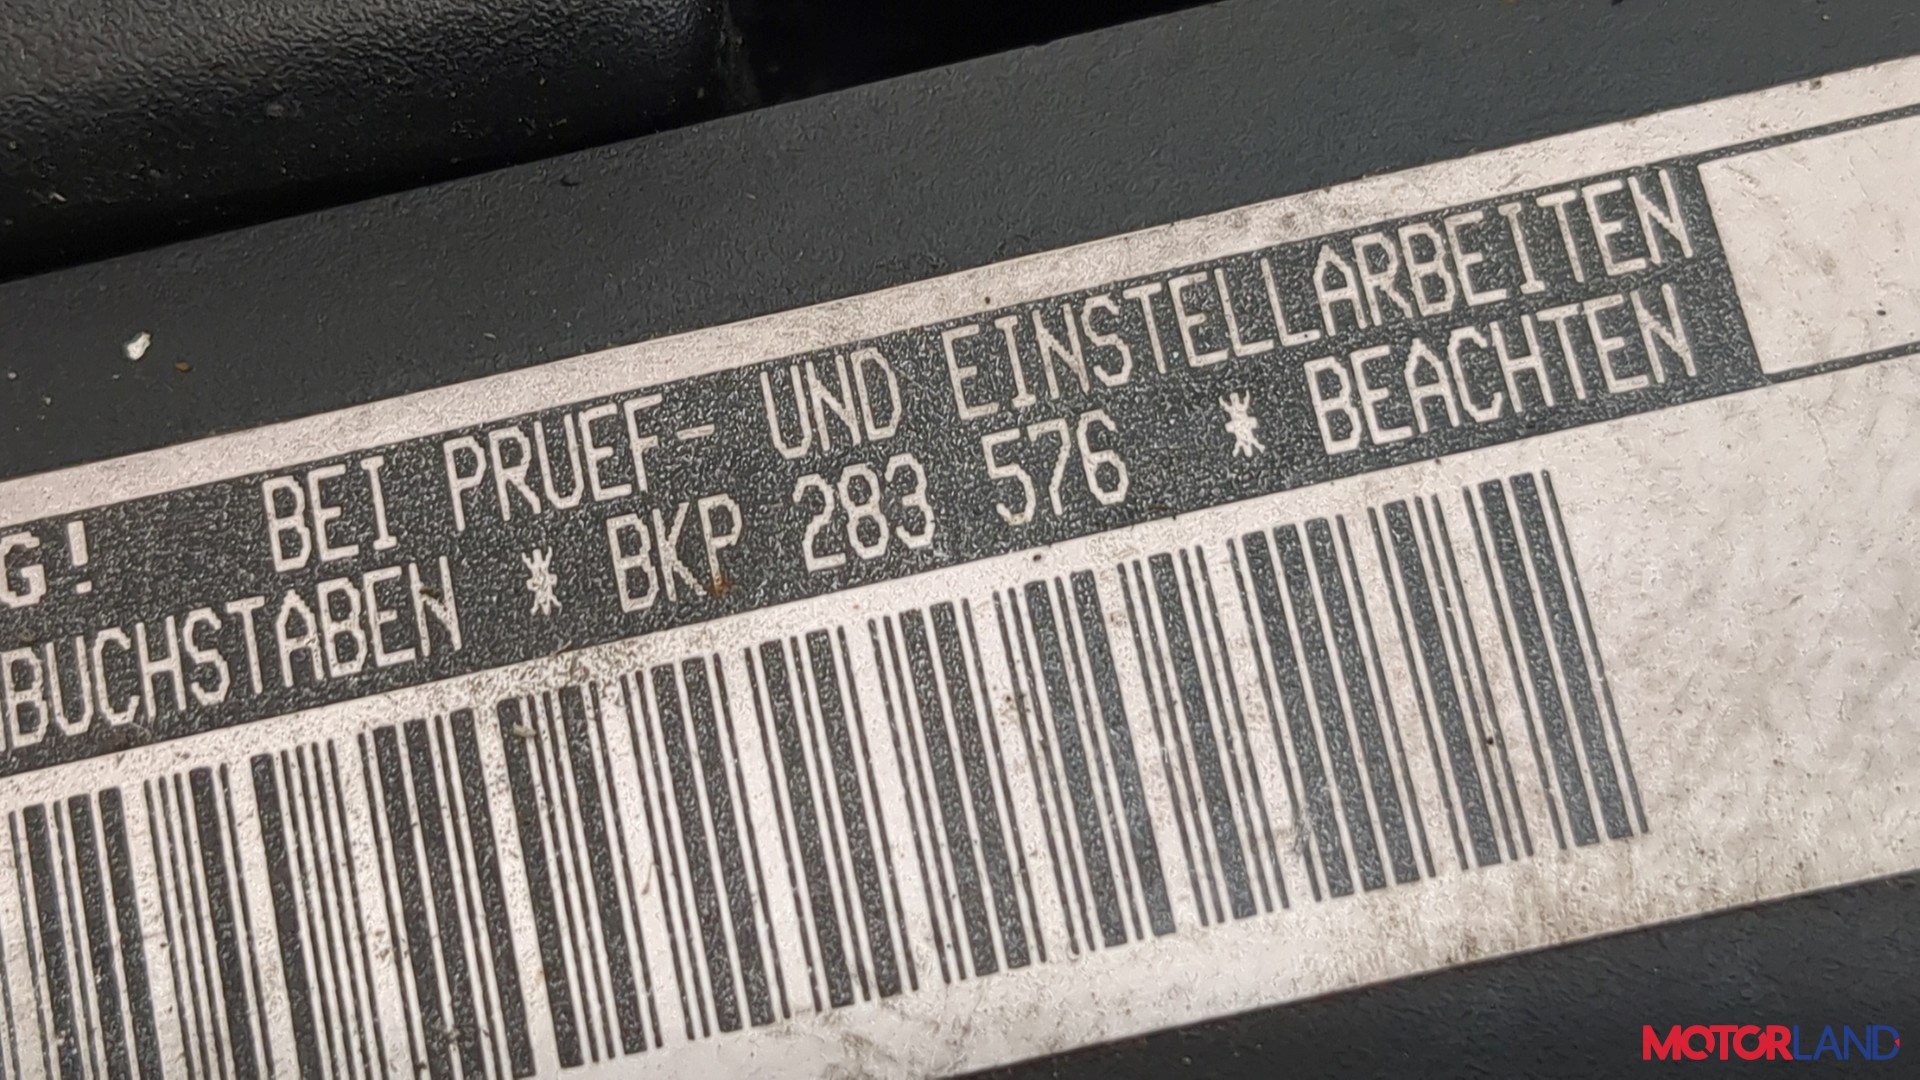 G! BEI PRUEF- UND EINSTELLARBEITEN
BUCHSTABEN * BKP 283 576 * BEACHTEN
MOTORLAND